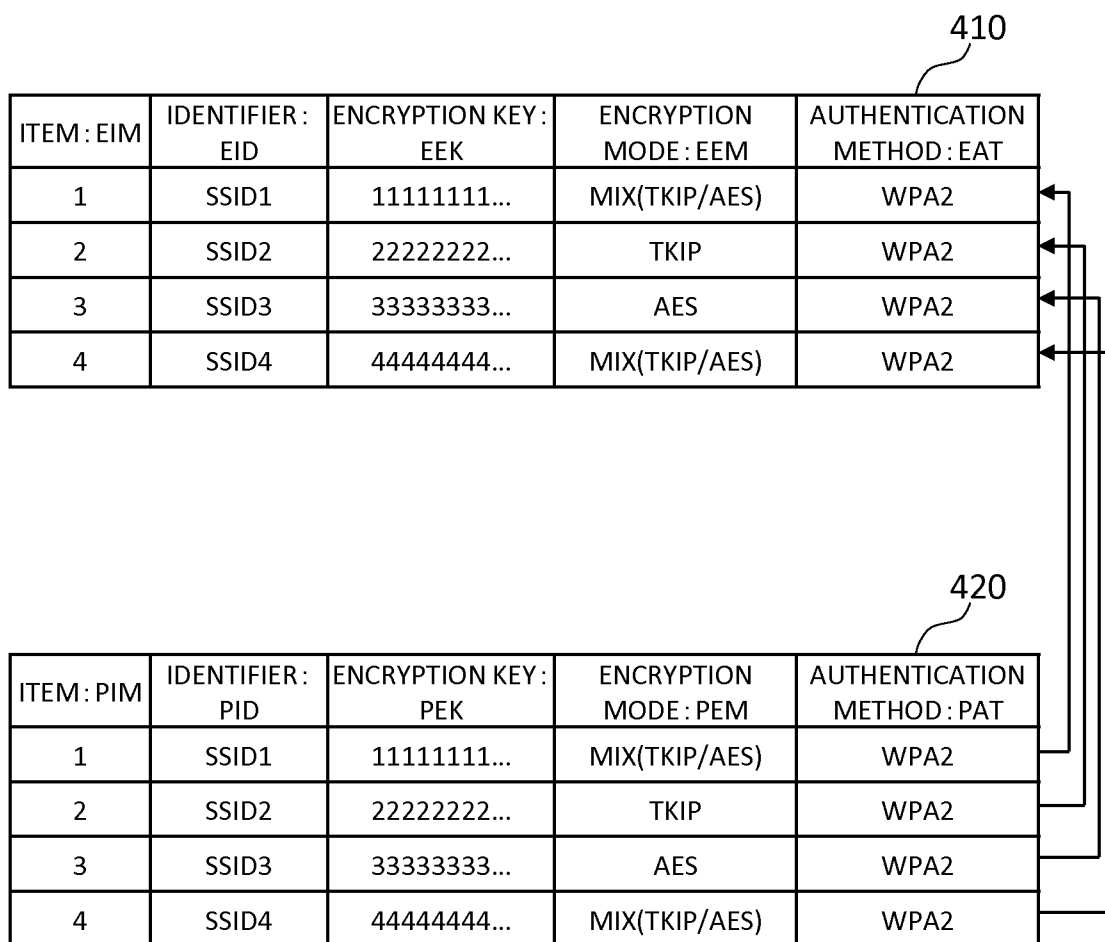 410
ITEM : EIM IDENTIFIER : EID ENCRYPTION KEY : EEK ENCRYPTION MODE : EEM AUTHENTICATION METHOD : EAT
1 SSID1 11111111... MIX(TKIP/AES) WPA2
2 SSID2 22222222... TKIP WPA2
3 SSID3 33333333... AES WPA2
4 SSID4 44444444... MIX(TKIP/AES) WPA2
420
ITEM : PIM IDENTIFIER : PID ENCRYPTION KEY : PEK ENCRYPTION MODE : PEM AUTHENTICATION METHOD : PAT
1 SSID1 11111111... MIX(TKIP/AES) WPA2
2 SSID2 22222222... TKIP WPA2
3 SSID3 33333333... AES WPA2
4 SSID4 44444444... MIX(TKIP/AES) WPA2